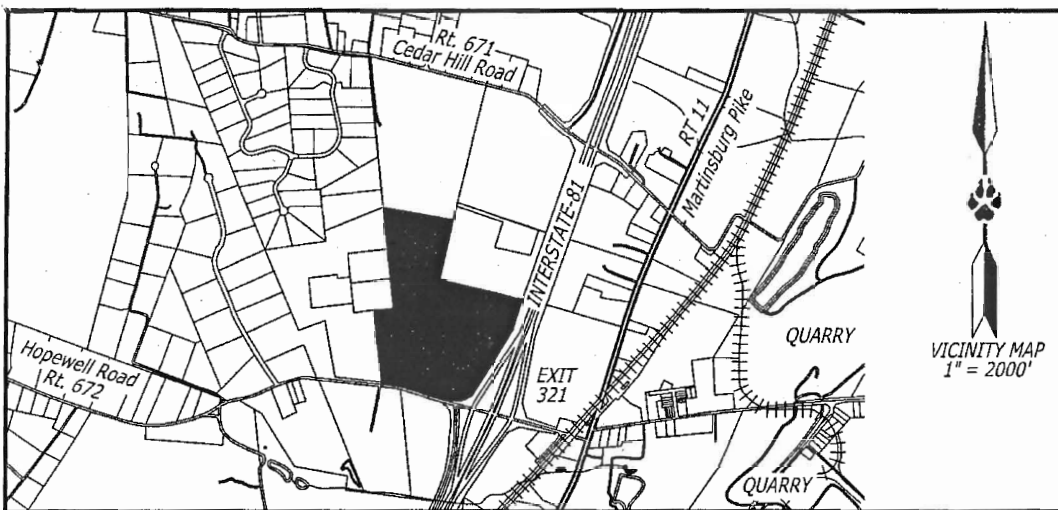 Rt. 671
Cedar Hill Road
RT 11
Martinsburg Pike
INTERSTATE-81
QUARRY
Hopewell Road
Rt. 672
EXIT
321
QUARRY
VICINITY MAP
1" = 2000'